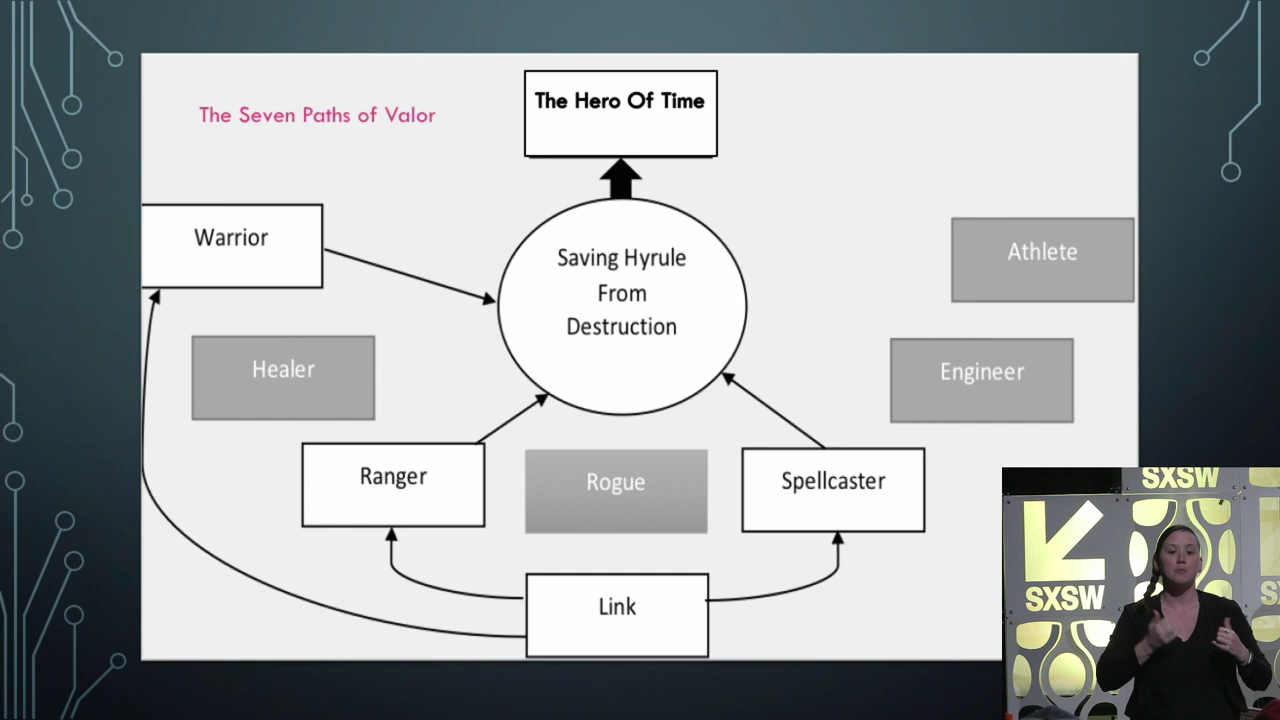 The Seven Paths of Valor
The Hero Of Time
Warrior
Saving Hyrule
From
Destruction
Athlete
Healer
Engineer
Ranger
Rogue
Spellcaster
Link
SXSW
SXSW